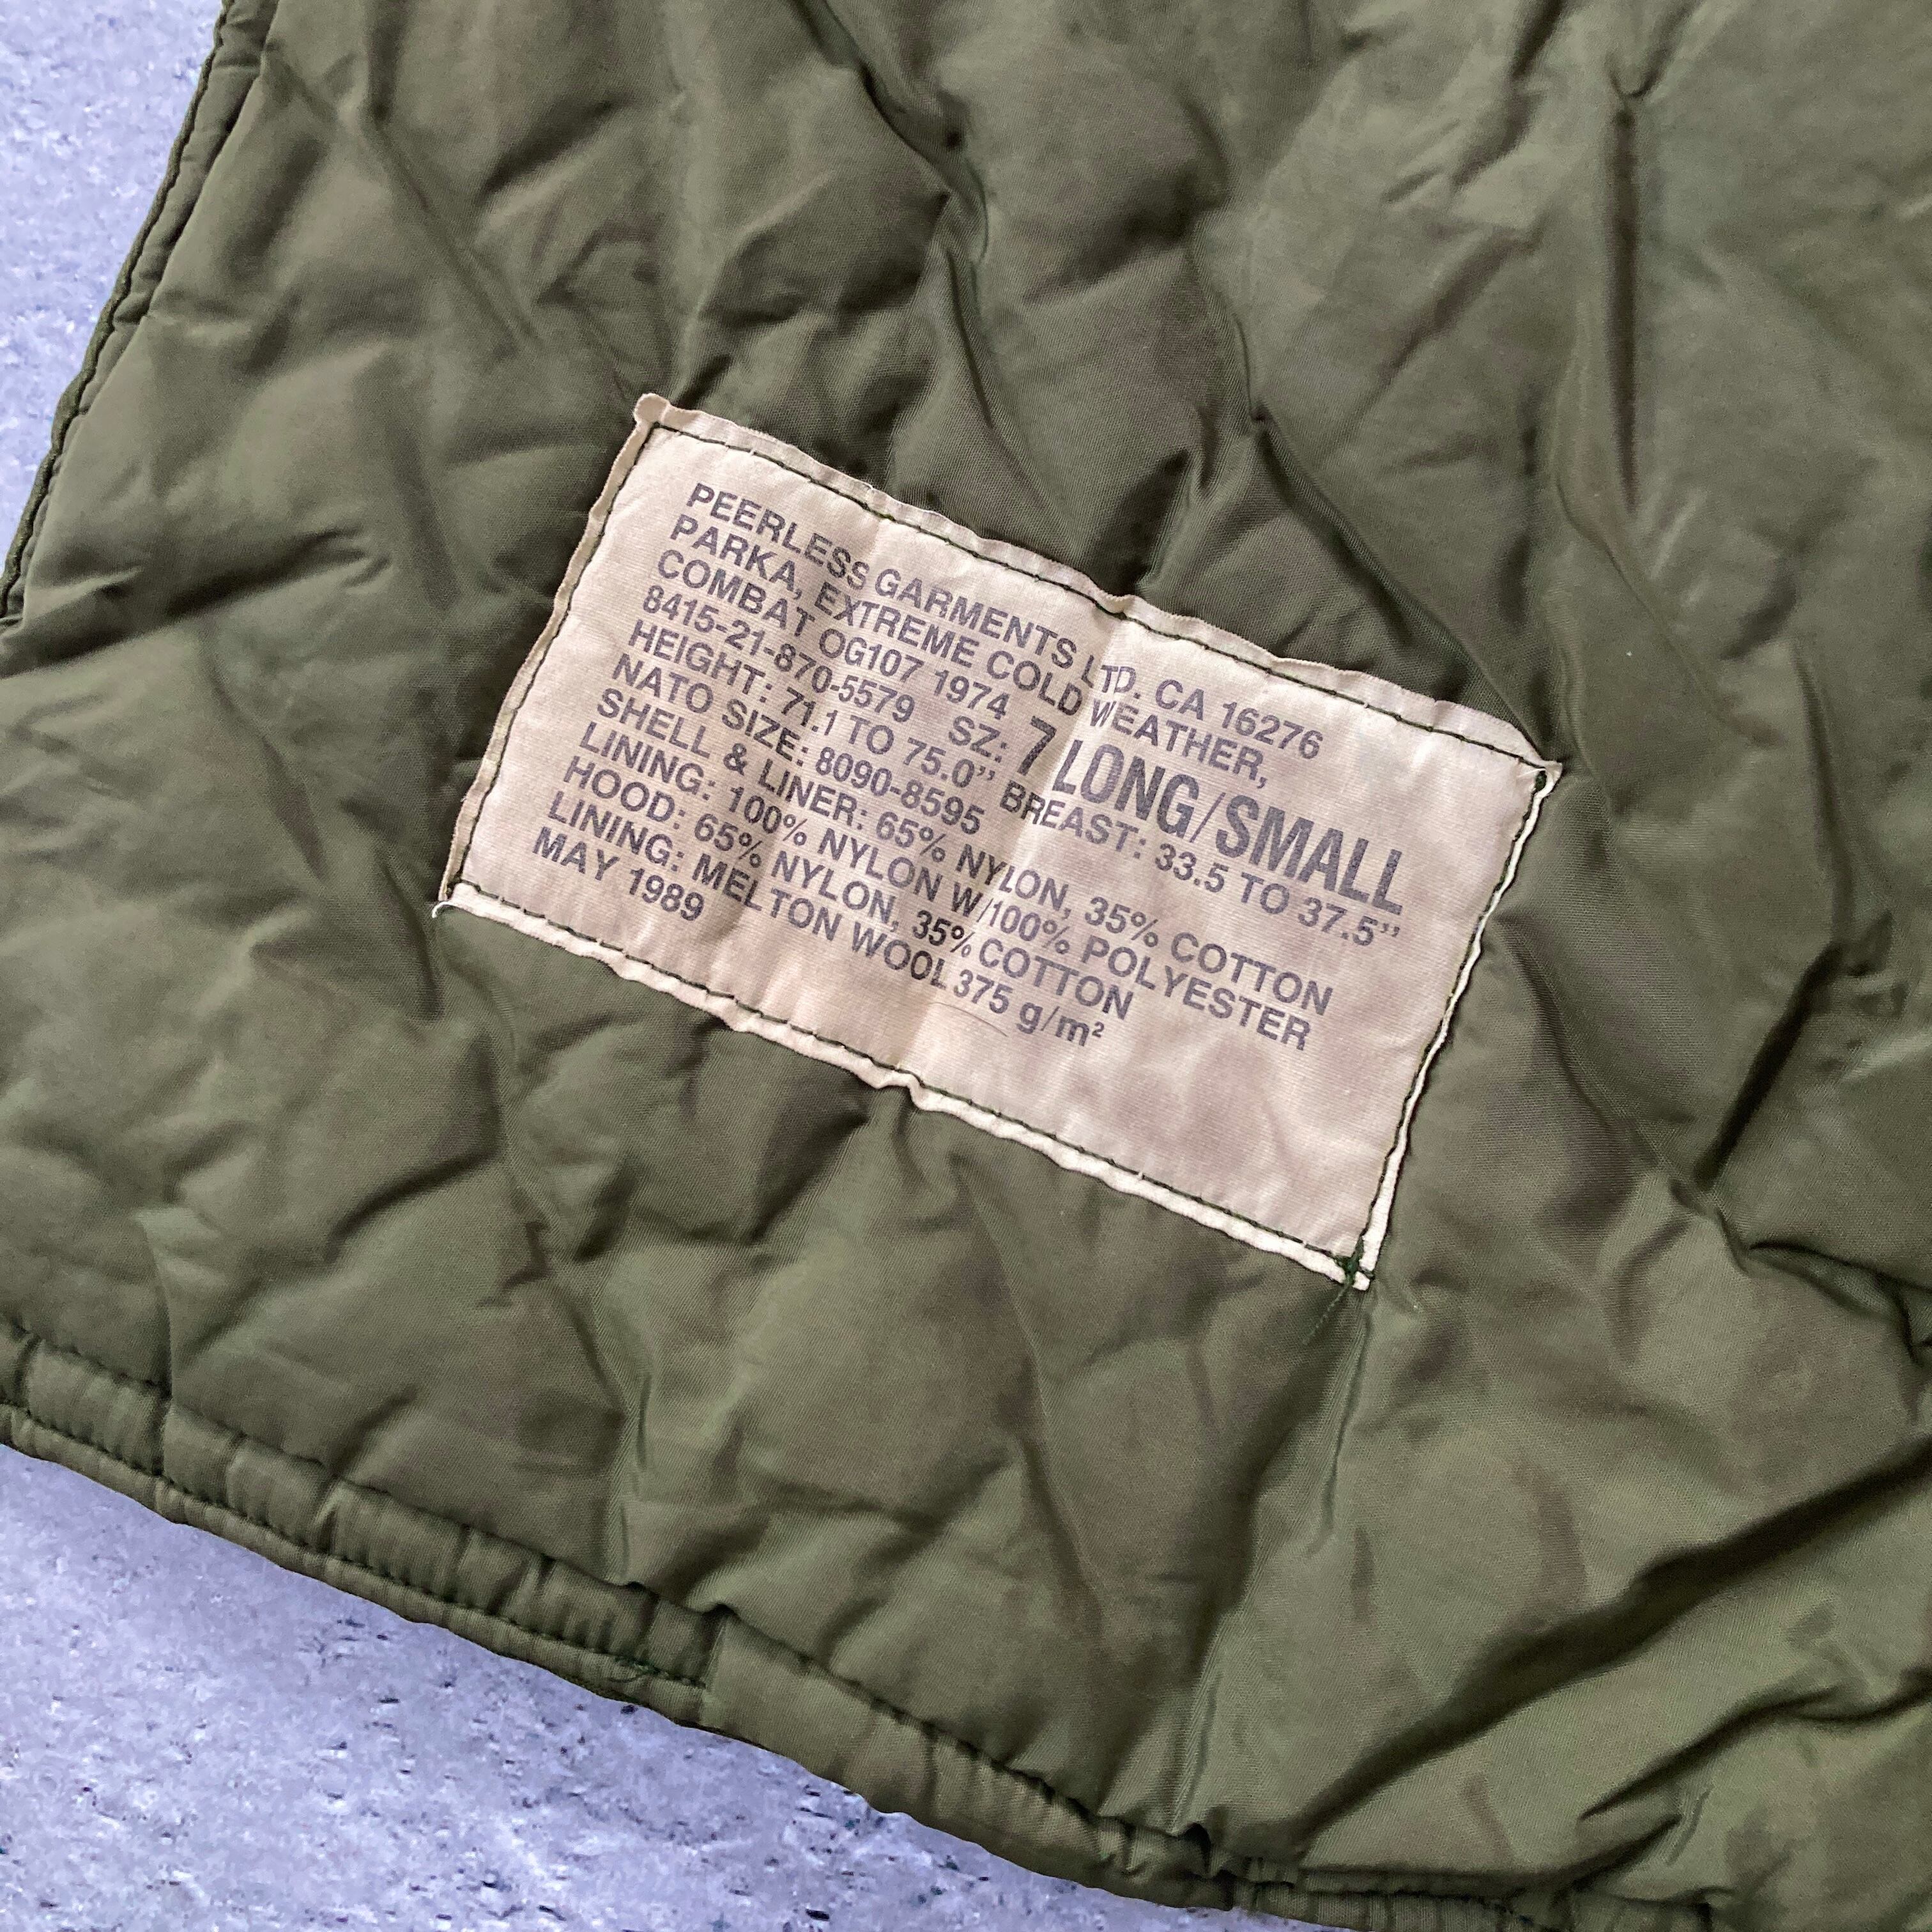 PEERLESS GARMENTS LTD. CA 16276
PARKA, EXTREME COLD WEATHER,
COMBAT OG107 1974
8415-21-870-5579 SZ: 7 LONG/SMALL
HEIGHT: 71.1 TO 75.0" BREAST: 33.5 TO 37.5"
NATO SIZE: 8090-8595
SHELL & LINER: 65% NYLON, 35% COTTON
LINING: 100% NYLON W/100% POLYESTER
HOOD: 65% NYLON, 35% COTTON
LINING: MELTON WOOL 375 g/m²
MAY 1989